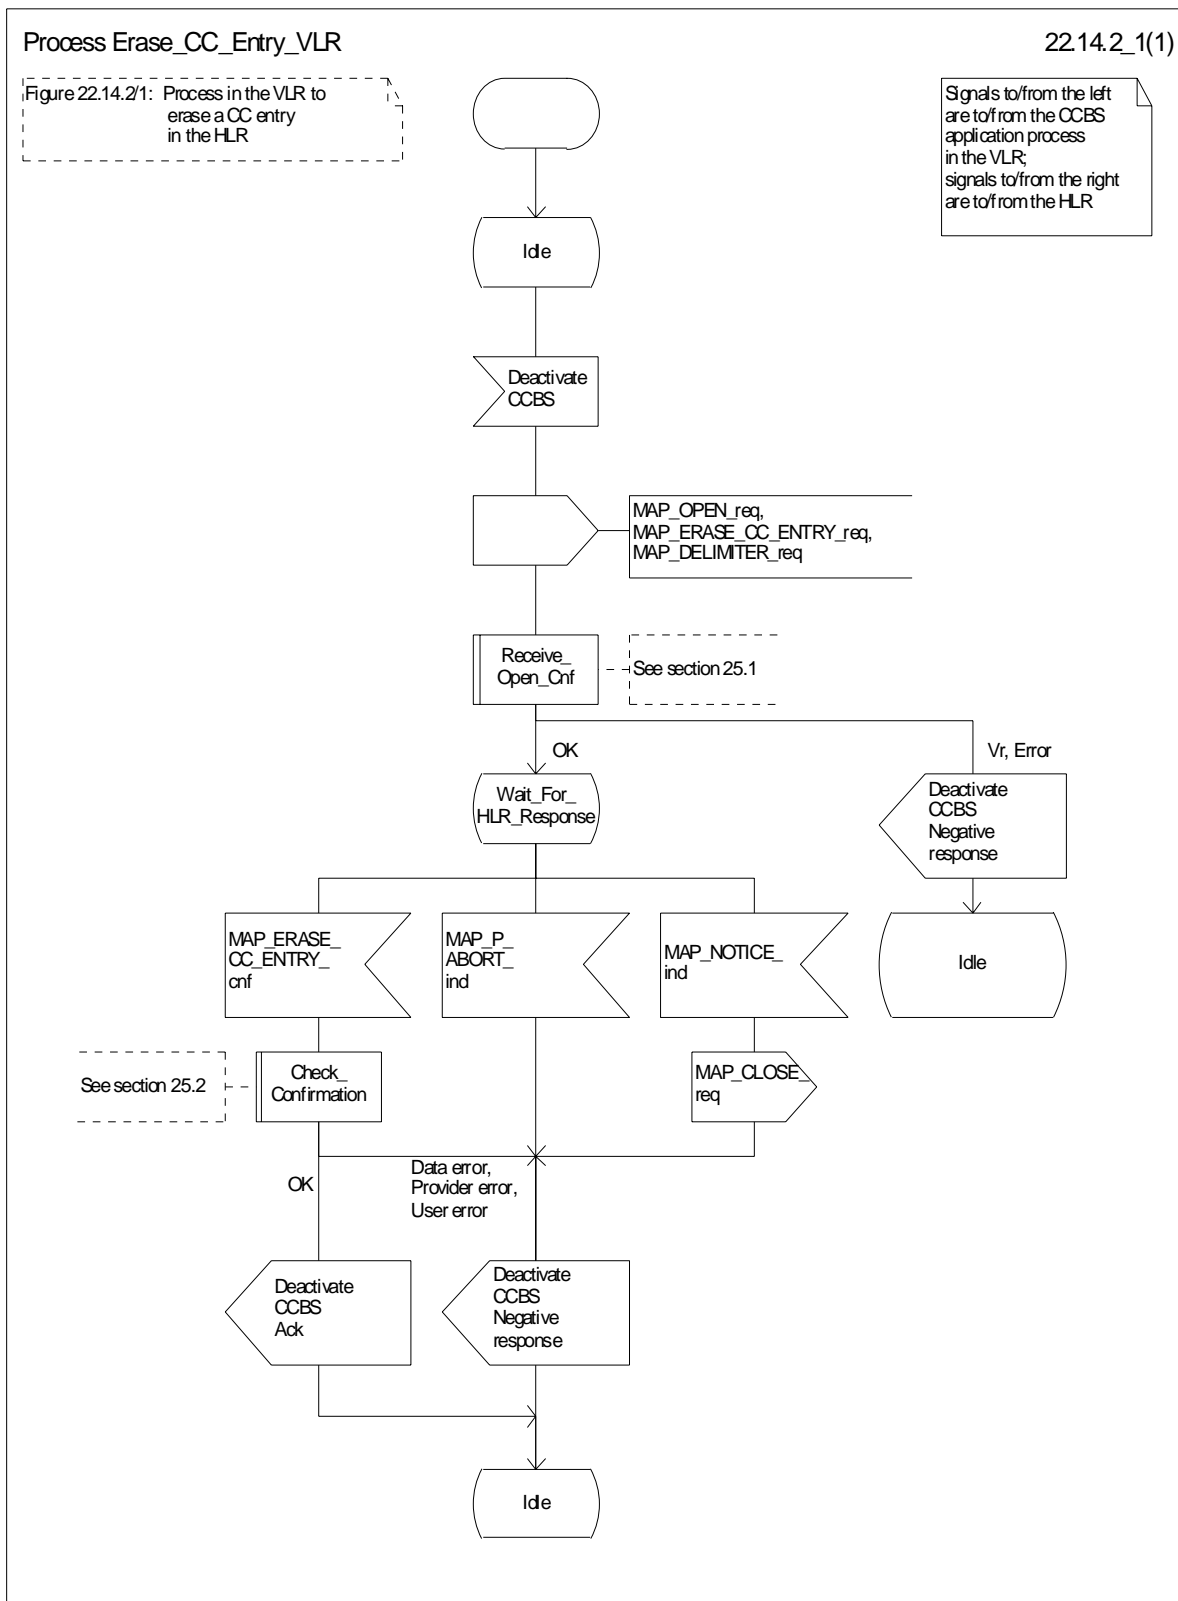 Process Erase_CC_Entry_VLR
22.14.2_1(1)
Figure 22.14.2/1: Process in the VLR to
erase a CC entry
in the HLR
Signals to/from the left
are to/from the CCBS
application process
in the VLR;
signals to/from the right
are to/from the HLR
Idle
Deactivate
CCBS
MAP_OPEN_req,
MAP_ERASE_CC_ENTRY_req,
MAP_DELIMITER_req
Receive_
Open_Cnf
See section 25.1
OK
Vr, Error
Wait_For_
HLR_Response
Deactivate
CCBS
Negative
response
MAP_ERASE_
CC_ENTRY_
cnf
MAP_P_
ABORT_
ind
MAP_NOTICE_
ind
Idle
See section 25.2
Check_
Confirmation
MAP_CLOSE_
req
OK
Data error,
Provider error,
User error
Deactivate
CCBS
Ack
Deactivate
CCBS
Negative
response
Idle